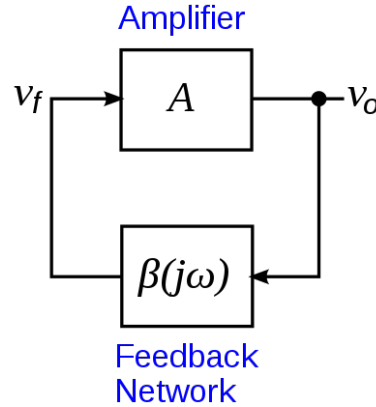 Amplifier
v_f A v_o
β(jω)
Feedback
Network